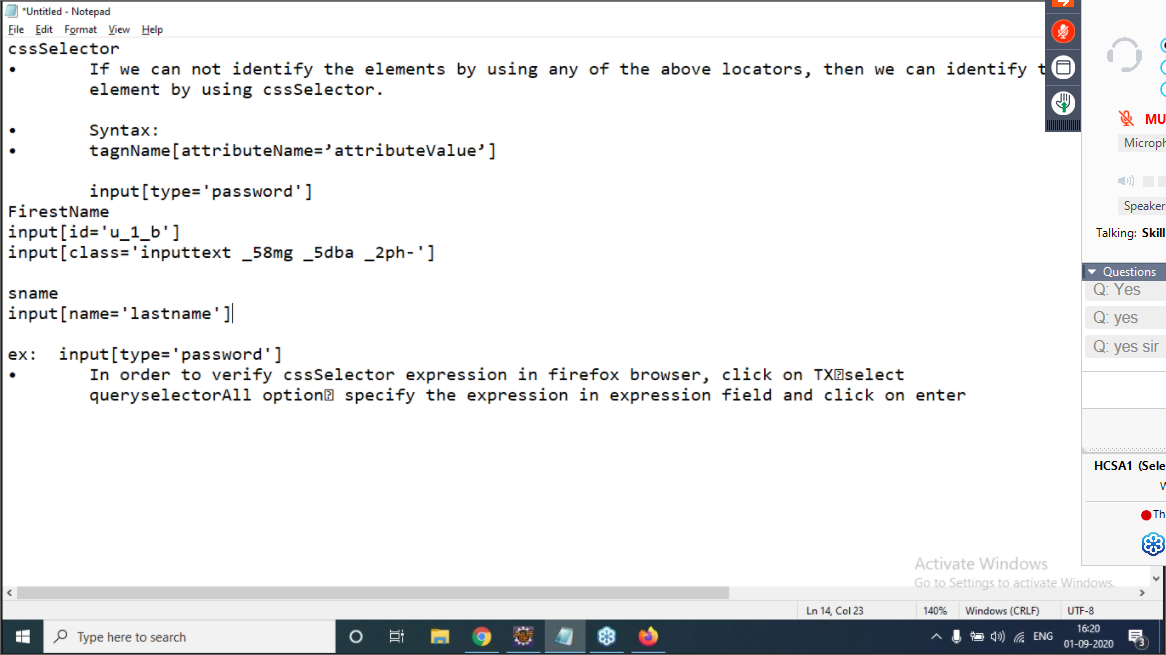 *Untitled - Notepad
File Edit Format View Help
cssSelector
• If we can not identify the elements by using any of the above locators, then we can identify t
element by using cssSelector.
• Syntax:
• tagnName[attributeName=’attributeValue’]
input[type='password']
FirestName
input[id='u_1_b']
input[class='inputtext _58mg _5dba _2ph-']
sname
input[name='lastname']
ex: input[type='password']
• In order to verify cssSelector expression in firefox browser, click on TX select
queryselectorAll option specify the expression in expression field and click on enter
MU
Microph
Speakers
Talking: Skill
Questions
Q: Yes
Q: yes
Q: yes sir
HCSA1 (Sele
W
Th
Activate Windows
Go to Settings to activate Windows.
Ln 14, Col 23 140% Windows (CRLF) UTF-8
Type here to search
ENG
16:20
01-09-2020
3